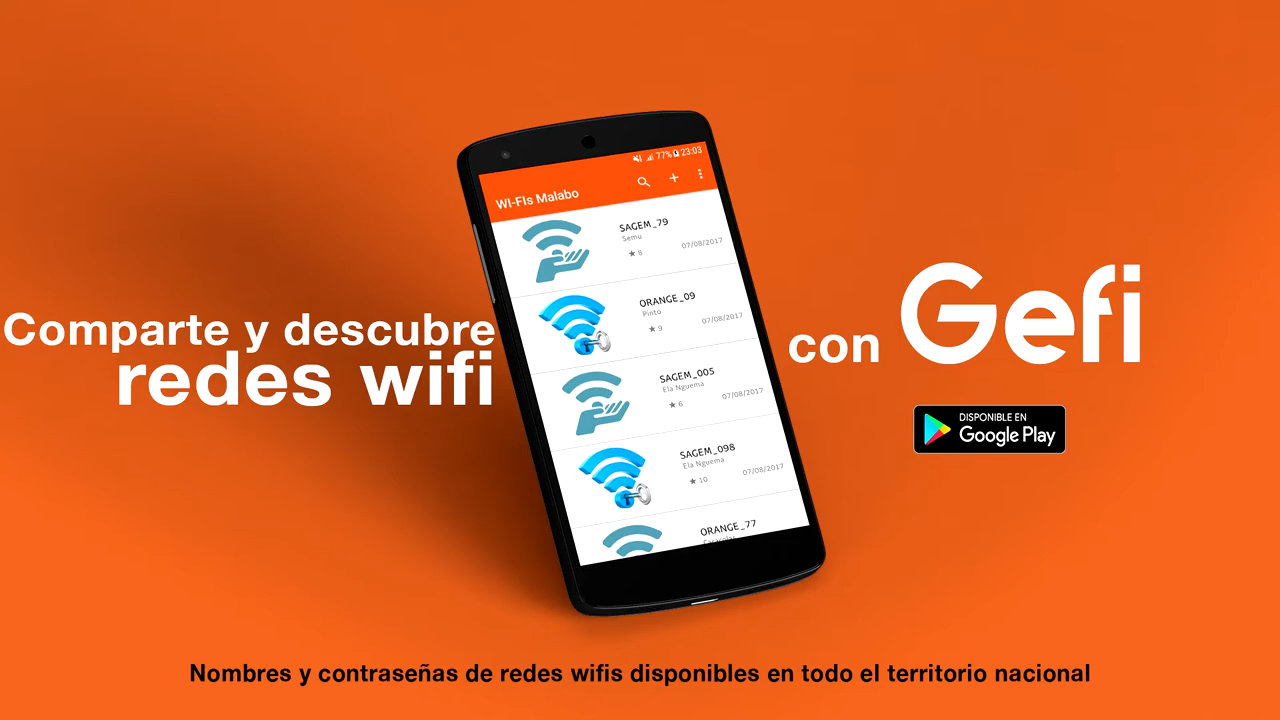 Comparte y descubre
redes wifi
77% 23:03
WI-FIs Malabo
SAGEM_79
Semu
★ 8
07/08/2017
ORANGE_09
Pinto
★ 9
07/08/2017
SAGEM_005
Ela Nguema
★ 6
07/08/2017
SAGEM_098
Ela Nguema
★ 10
07/08/2017
ORANGE_77
con Gefi
DISPONIBLE EN
Google Play
Nombres y contraseñas de redes wifis disponibles en todo el territorio nacional